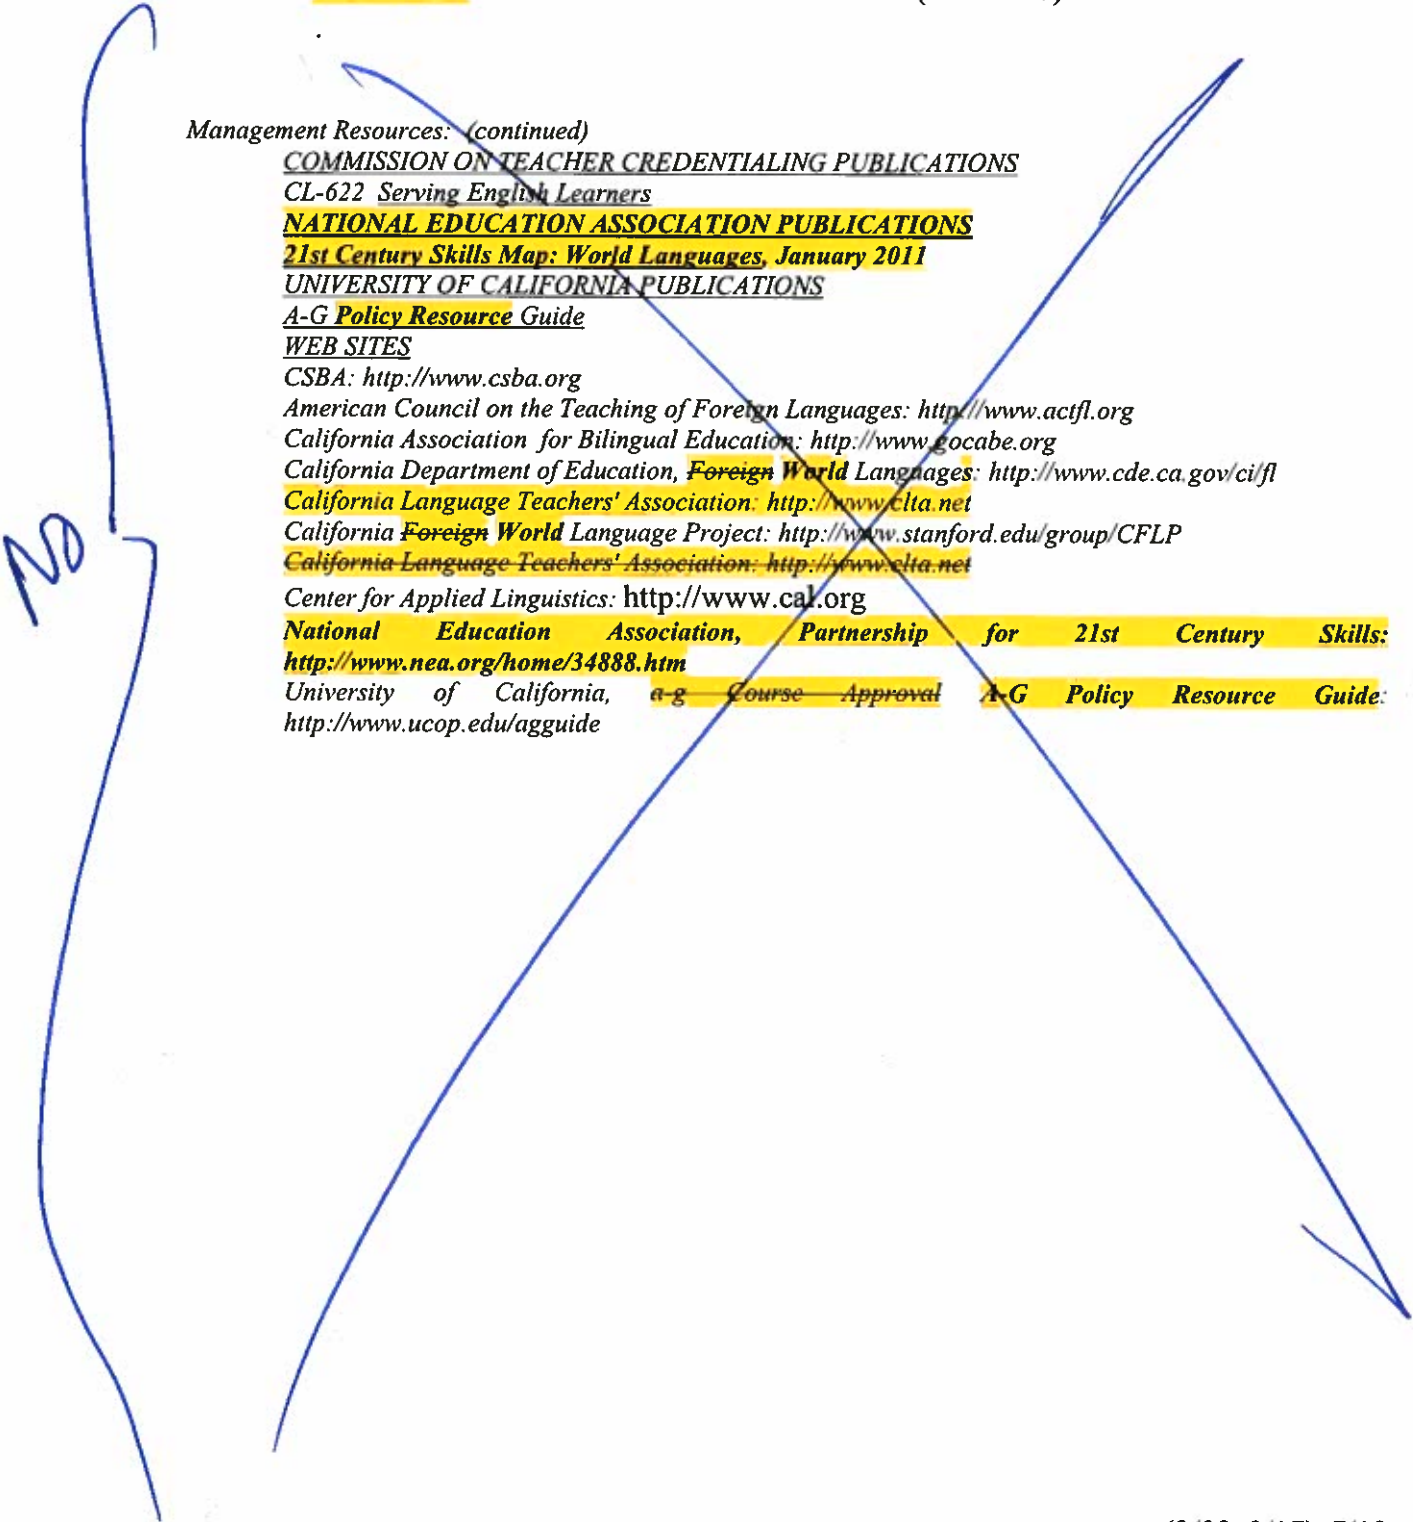 Management Resources: (continued)
COMMISSION ON TEACHER CREDENTIALING PUBLICATIONS
CL-622 Serving English Learners
NATIONAL EDUCATION ASSOCIATION PUBLICATIONS
21st Century Skills Map: World Languages, January 2011
UNIVERSITY OF CALIFORNIA PUBLICATIONS
A-G Policy Resource Guide
WEB SITES
CSBA: http://www.csba.org
American Council on the Teaching of Foreign Languages: http://www.actfl.org
California Association for Bilingual Education: http://www.gocabe.org
California Department of Education, Foreign World Languages: http://www.cde.ca.gov/ci/fl
California Language Teachers' Association: http://www.clta.net
NO
California Foreign World Language Project: http://www.stanford.edu/group/CFLP
California Language Teachers' Association: http://www.clta.net
Center for Applied Linguistics: http://www.cal.org
National Education Association, Partnership for 21st Century Skills:
http://www.nea.org/home/34888.htm
University of California, a-g Course Approval A-G Policy Resource Guide:
http://www.ucop.edu/agguide